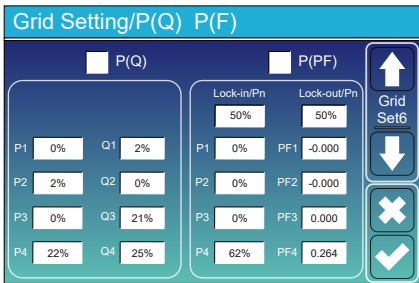 Grid Setting/P(Q) P(F)
P(Q)
P(PF)
Lock-in/Pn Lock-out/Pn
50% 50%
P1 0% Q1 2%
P2 2% Q2 0%
P3 0% Q3 21%
P4 22% Q4 25%
P1 0% PF1 -0.000
P2 0% PF2 -0.000
P3 0% PF3 0.000
P4 62% PF4 0.264
Grid
Set6